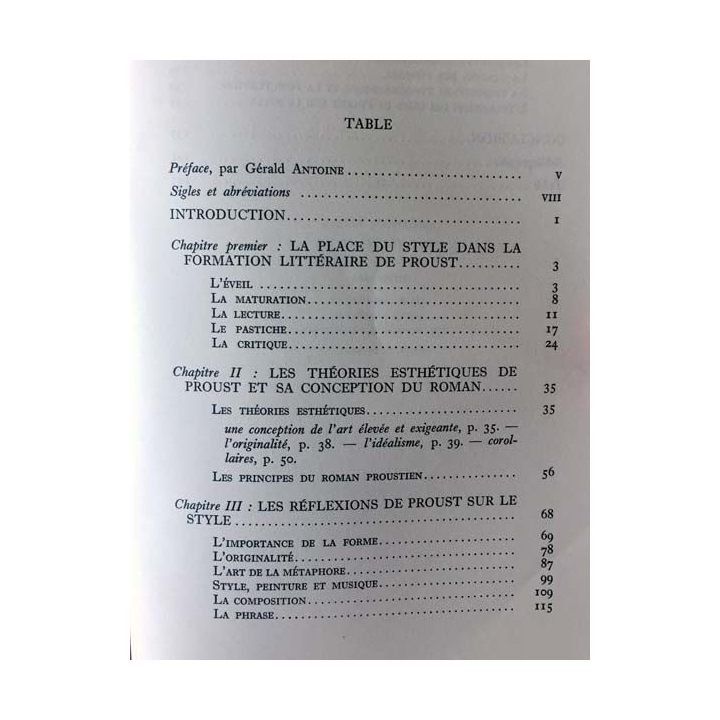 TABLE
Préface, par Gérald ANTOINE........................ V
Sigles et abréviations .............................. VIII
INTRODUCTION................................ 1
Chapitre premier : LA PLACE DU STYLE DANS LA
FORMATION LITTÉRAIRE DE PROUST......... 3
L'ÉVEIL .................................... 3
LA MATURATION............................. 8
LA LECTURE................................ 11
LE PASTICHE................................ 17
LA CRITIQUE................................ 24
Chapitre II : LES THÉORIES ESTHÉTIQUES DE
PROUST ET SA CONCEPTION DU ROMAN...... 35
LES THÉORIES ESTHÉTIQUES..................... 35
une conception de l'art élevée et exigeante, p. 35. —
l'originalité, p. 38. — l'idéalisme, p. 39. — corol-
laires, p. 50.
LES PRINCIPES DU ROMAN PROUSTIEN.............. 56
Chapitre III : LES RÉFLEXIONS DE PROUST SUR LE
STYLE........................................ 68
L'IMPORTANCE DE LA FORME................... 69
L'ORIGINALITÉ............................... 78
L'ART DE LA MÉTAPHORE...................... 87
STYLE, PEINTURE ET MUSIQUE................... 99
LA COMPOSITION............................. 109
LA PHRASE.................................. 115